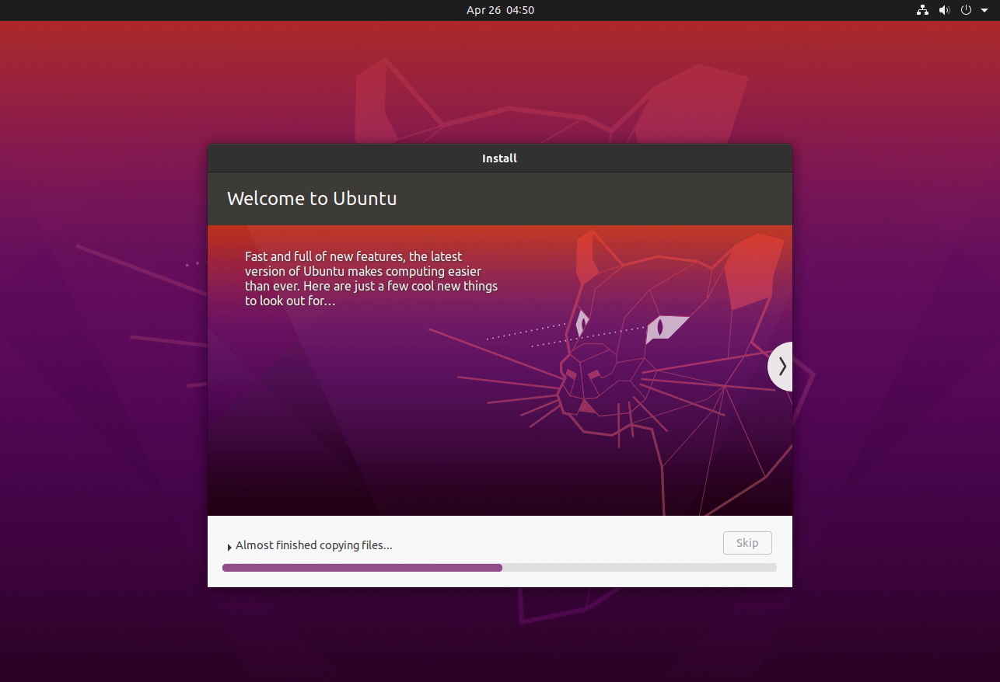 Apr 26  04:50
Install
Welcome to Ubuntu
Fast and full of new features, the latest
version of Ubuntu makes computing easier
than ever. Here are just a few cool new things
to look out for…
Almost finished copying files...
Skip